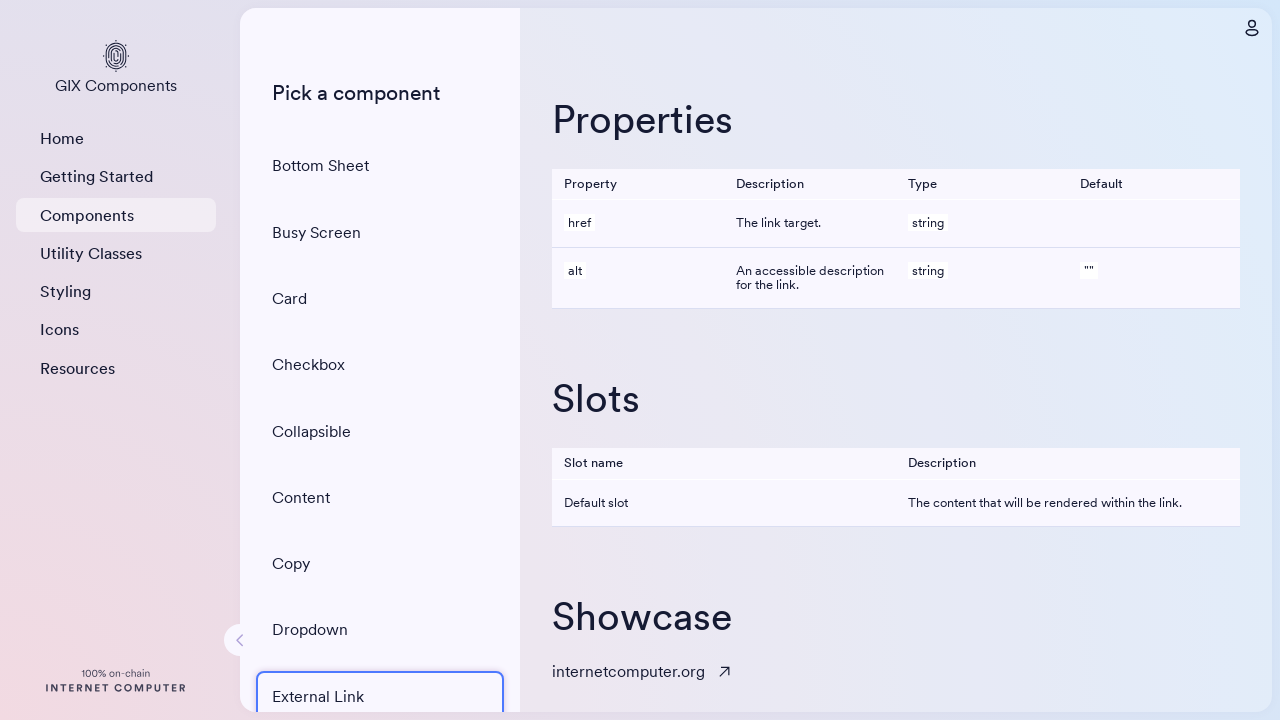 GIX Components
Home
Getting Started
Components
Utility Classes
Styling
Icons
Resources
100% on-chain
INTERNET COMPUTER
Pick a component
Bottom Sheet
Busy Screen
Card
Checkbox
Collapsible
Content
Copy
Dropdown
External Link
Properties
Property Description Type Default
href The link target. string
alt An accessible description string ""
for the link.
Slots
Slot name Description
Default slot The content that will be rendered within the link.
Showcase
internetcomputer.org